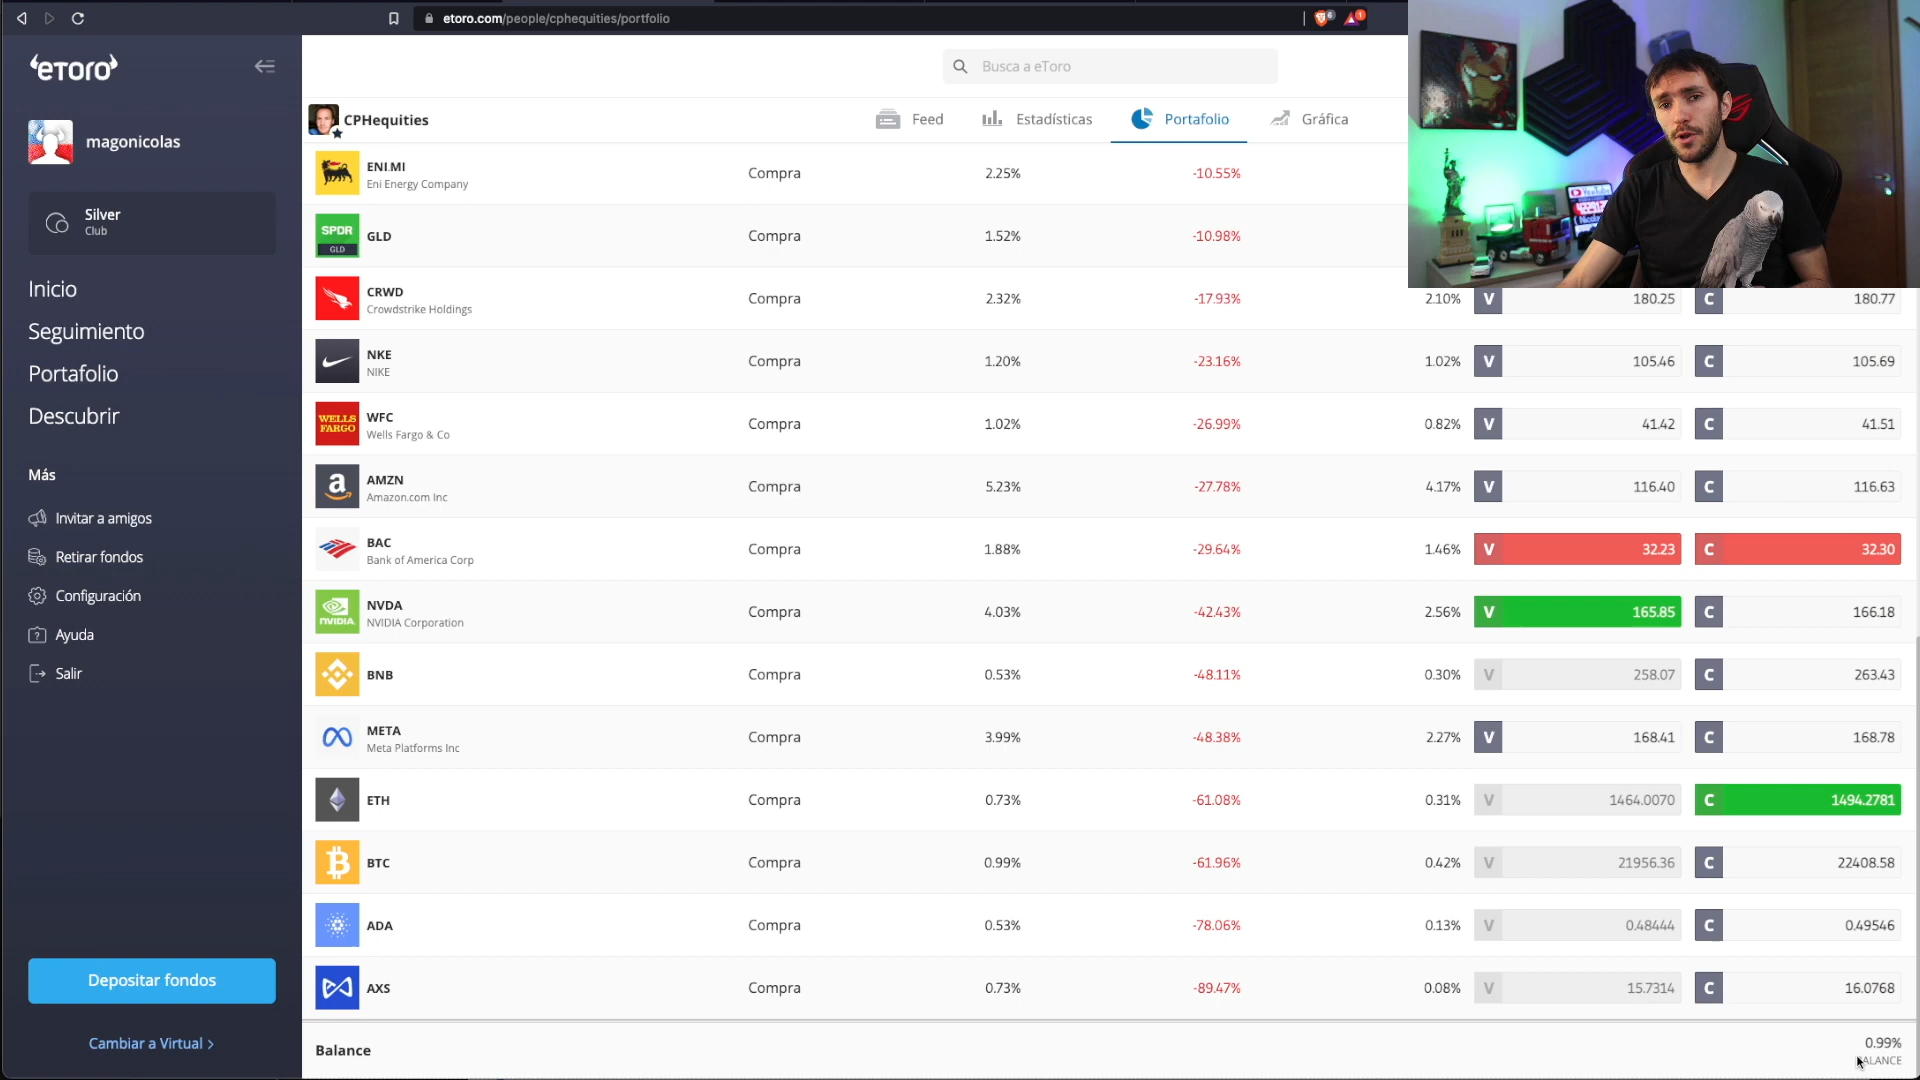 etoro.com/people/cphequities/portfolio
6
1
eToro
Busca a eToro
magonicolas
Silver
Club
Inicio
Seguimiento
Portafolio
Descubrir
Más
Invitar a amigos
Retirar fondos
Configuración
Ayuda
Salir
Depositar fondos
Cambiar a Virtual >
CPHequities
Feed
Estadísticas
Portafolio
Gráfica
ENI.MI Compra 2.25% -10.55%
Eni Energy Company
SPDR GLD
GLD Compra 1.52% -10.98%
CRWD Compra 2.32% -17.93% 2.10% V 180.25 C 180.77
Crowdstrike Holdings
NKE Compra 1.20% -23.16% 1.02% V 105.46 C 105.69
NIKE
WELLS FARGO
WFC Compra 1.02% -26.99% 0.82% V 41.42 C 41.51
Wells Fargo & Co
a
AMZN Compra 5.23% -27.78% 4.17% V 116.40 C 116.63
Amazon.com Inc
BAC Compra 1.88% -29.64% 1.46% V 32.23 C 32.30
Bank of America Corp
NVIDIA
NVDA Compra 4.03% -42.43% 2.56% V 165.85 C 166.18
NVIDIA Corporation
BNB Compra 0.53% -48.11% 0.30% V 258.07 C 263.43
META Compra 3.99% -48.38% 2.27% V 168.41 C 168.78
Meta Platforms Inc
ETH Compra 0.73% -61.08% 0.31% V 1464.0070 C 1494.2781
BTC Compra 0.99% -61.96% 0.42% V 21956.36 C 22408.58
ADA Compra 0.53% -78.06% 0.13% V 0.48444 C 0.49546
AXS Compra 0.73% -89.47% 0.08% V 15.7314 C 16.0768
Balance 0.99%
BALANCE